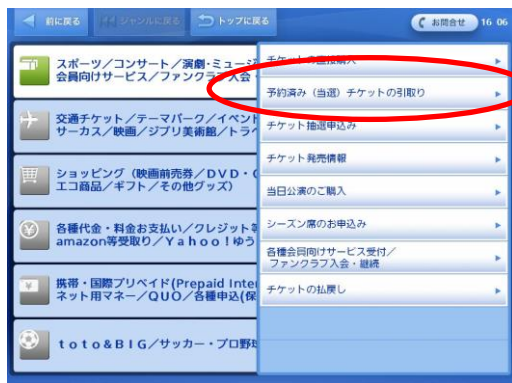 前に戻る
ジャンルに戻る
トップに戻る
お問合せ
16 06
スポーツ/コンサート/演劇・ミュージ
会員向けサービス/ファンクラブ入会・
交通チケット/テーマパーク/イベント
サーカス/映画/ジブリ美術館/トラベ
ショッピング(映画前売券/DVD・C
エコ商品/ギフト/その他グッズ)
各種代金・料金お支払い/クレジット等
amazon等受取り/Yahoo!ゆう
携帯・国際プリペイド(Prepaid Inter
ネット用マネー/QUO/各種申込(保
toto&BIG/サッカー・プロ野球
チケットの直接購入
予約済み(当選)チケットの引取り
チケット抽選申込み
チケット発売情報
当日公演のご購入
シーズン席のお申込み
各種会員向けサービス受付/
ファンクラブ入会・継続
チケットの払戻し